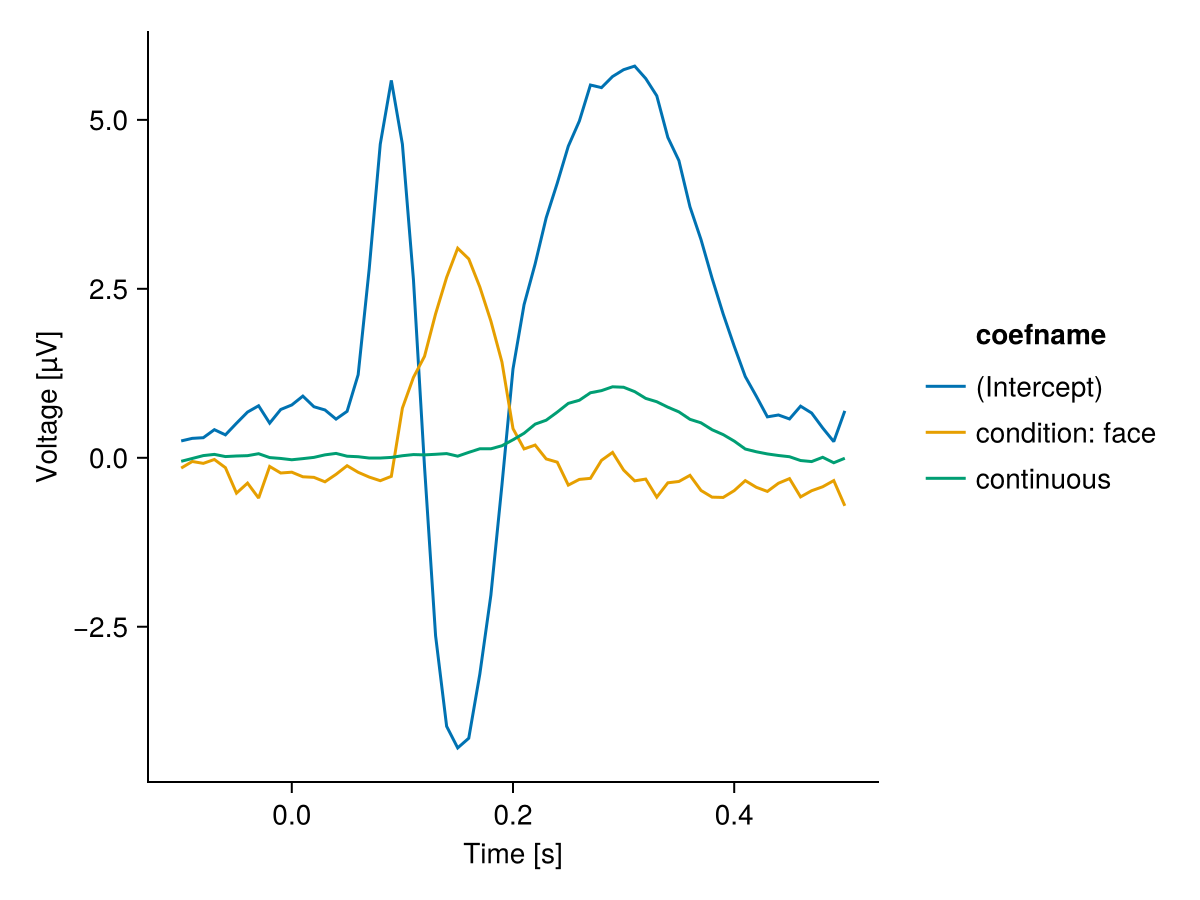 5.0
2.5
0.0
−2.5
Voltage [µV]
0.0
0.2
0.4
Time [s]
coefname
(Intercept)
condition: face
continuous